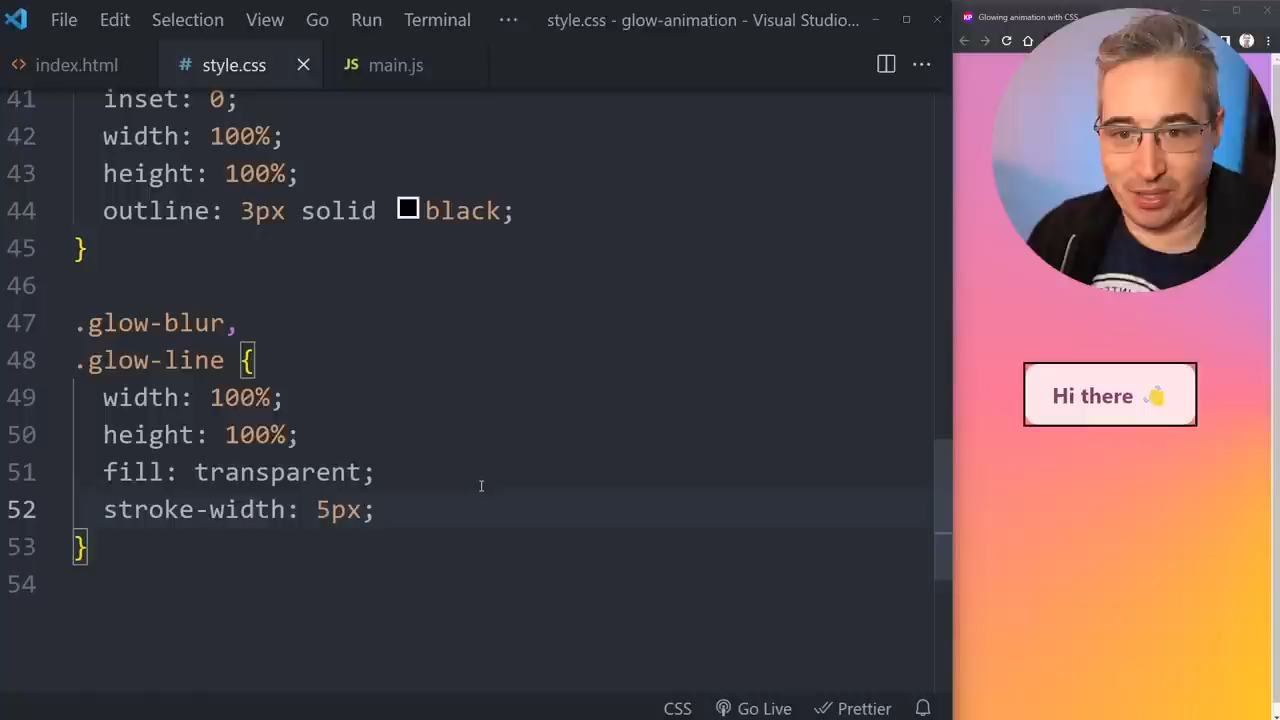 File Edit Selection View Go Run Terminal ··· style.css - glow-animation - Visual Studio...
<> index.html # style.css JS main.js ···
41 inset: 0;
42 width: 100%;
43 height: 100%;
44 outline: 3px solid black;
45 }
46
47 .glow-blur,
48 .glow-line {
49 width: 100%;
50 height: 100%;
51 fill: transparent;
52 stroke-width: 5px;
53 }
54
CSS Go Live Prettier
KP Glowing animation with CSS
Hi there 👋